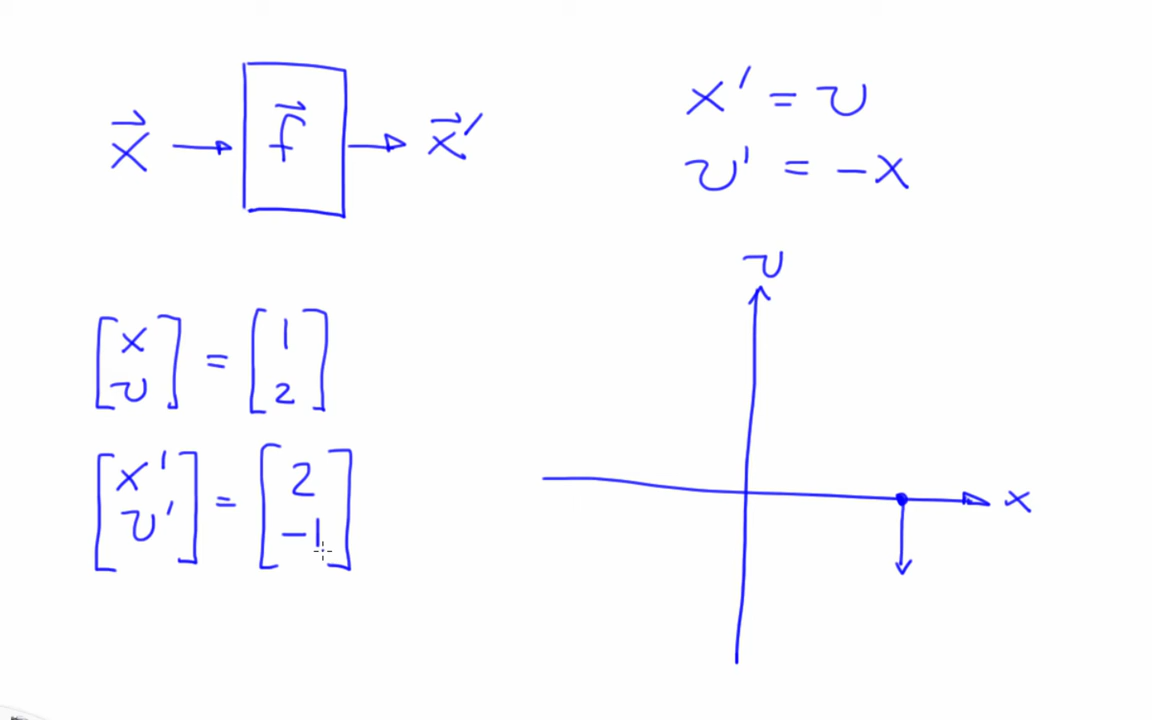 x⃗ → f⃗ → x⃗′
x′ = v
v′ = −x
[x v] = [1 2]
[x′ v′] = [2 −1]
v
x